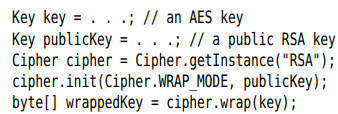 Key key = . . .; // an AES key
Key publicKey = . . .; // a public RSA key
Cipher cipher = Cipher.getInstance("RSA");
cipher.init(Cipher.WRAP_MODE, publicKey);
byte[] wrappedKey = cipher.wrap(key);